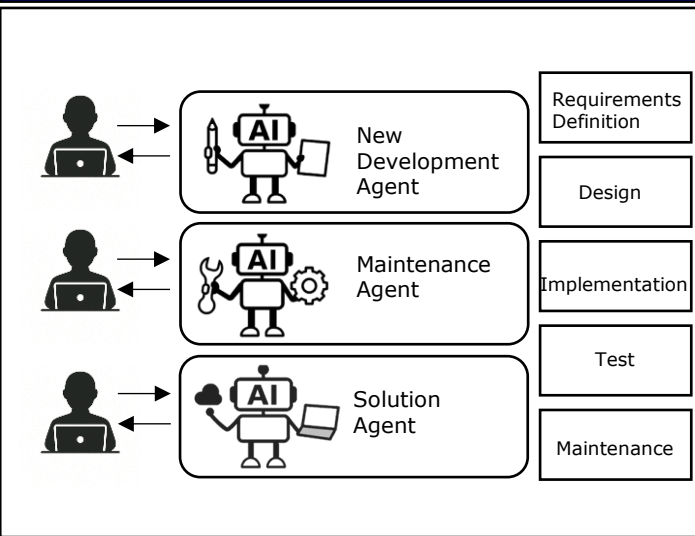 AI
New
Development
Agent
AI
Maintenance
Agent
AI
Solution
Agent
Requirements
Definition
Design
Implementation
Test
Maintenance